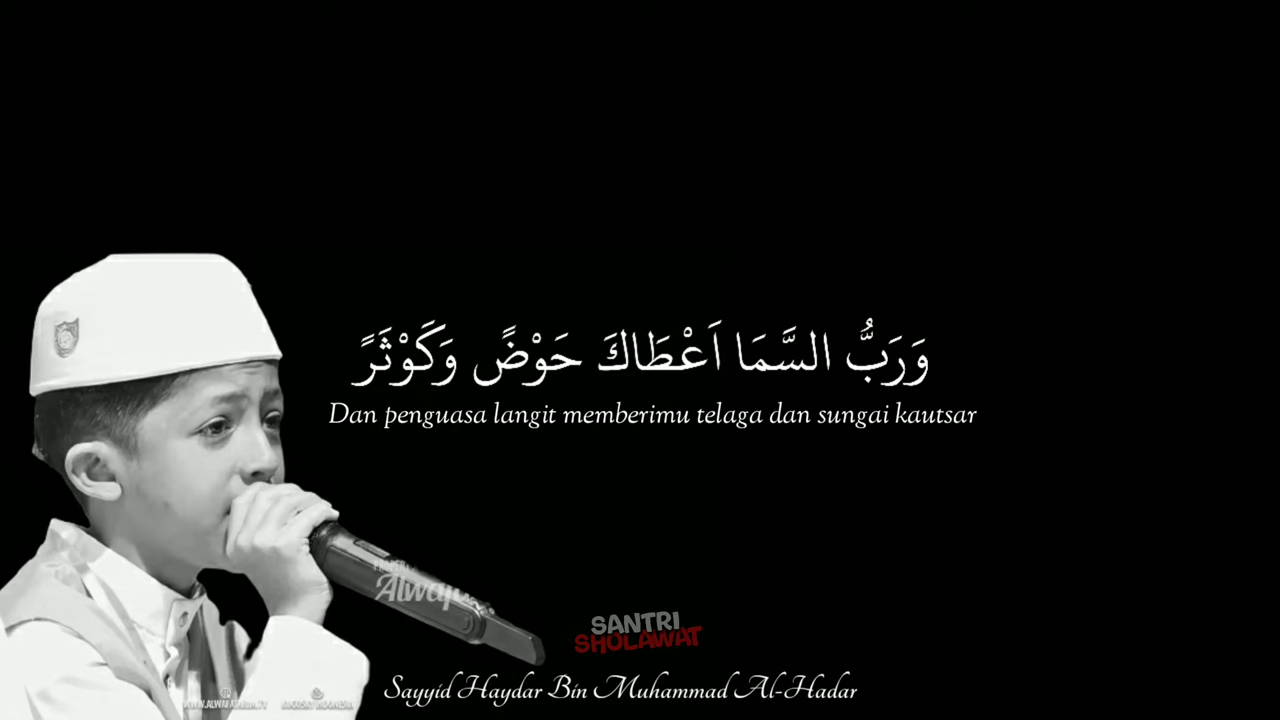 وَرَبُّ السَّمَا اَعْطَاكَ حَوْضً وَكَوْثَرً
Dan penguasa langit memberimu telaga dan sungai kautsar
SANTRI
SHOLAWAT
Sayyid Haydar Bin Muhammad Al-Hadar